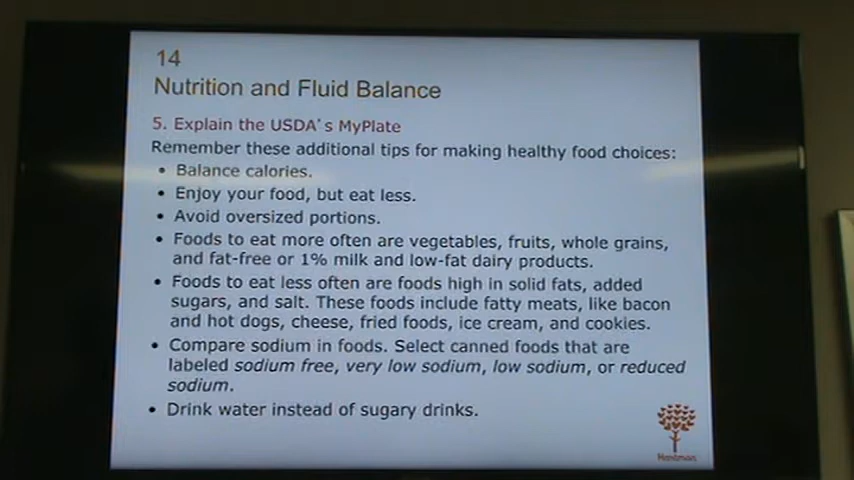 14
Nutrition and Fluid Balance
5. Explain the USDA's MyPlate
Remember these additional tips for making healthy food choices:
• Balance calories.
• Enjoy your food, but eat less.
• Avoid oversized portions.
• Foods to eat more often are vegetables, fruits, whole grains,
and fat-free or 1% milk and low-fat dairy products.
• Foods to eat less often are foods high in solid fats, added
sugars, and salt. These foods include fatty meats, like bacon
and hot dogs, cheese, fried foods, ice cream, and cookies.
• Compare sodium in foods. Select canned foods that are
labeled sodium free, very low sodium, low sodium, or reduced
sodium.
• Drink water instead of sugary drinks.
Hartman